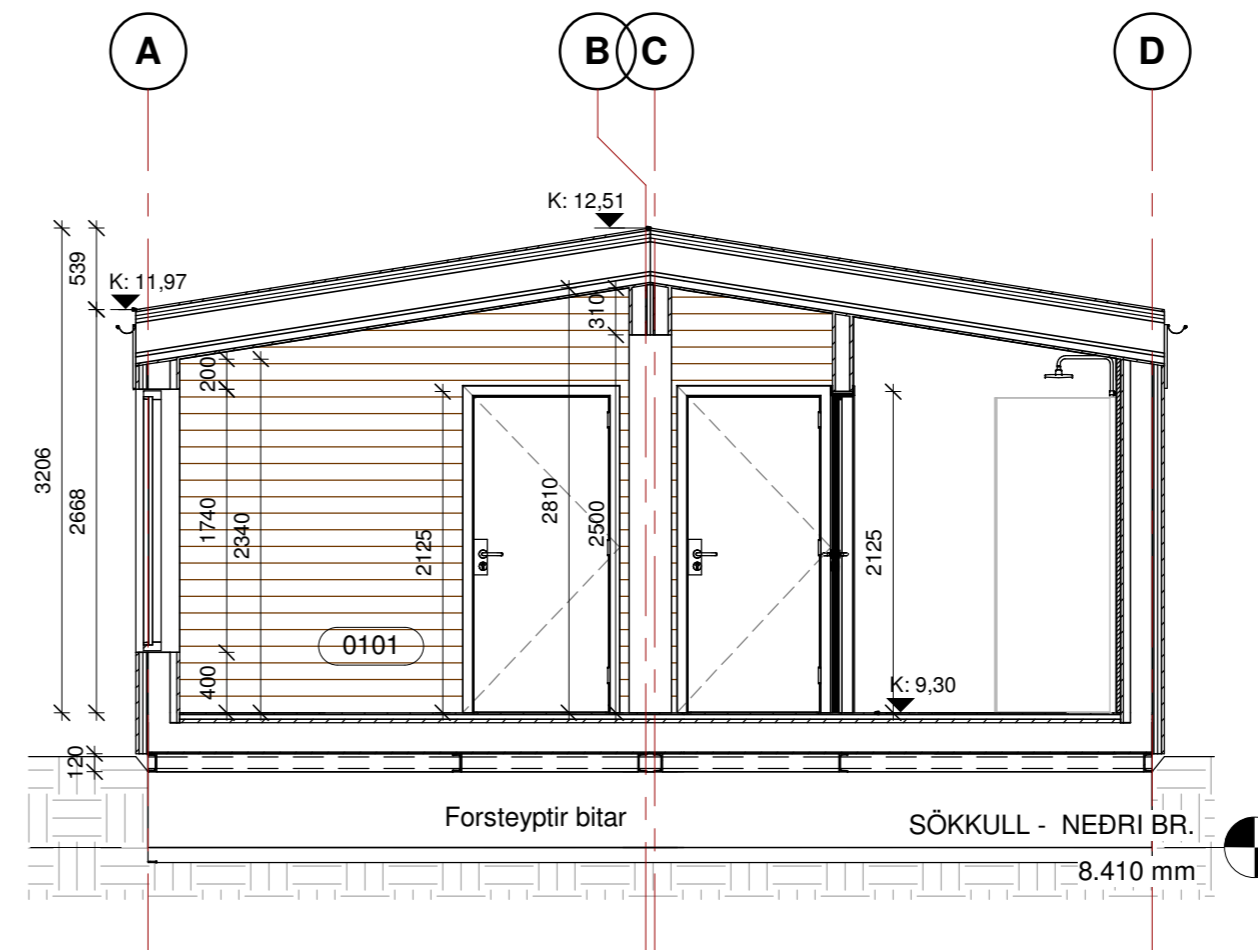 A
B
C
D
K: 12,51
K: 11,97
539
3206
2668
120
200
1740
2340
400
2125
2810
310
2500
2125
0101
K: 9,30
Forsteyptir bitar
SÖKKULL - NEÐRI BR.
8.410 mm